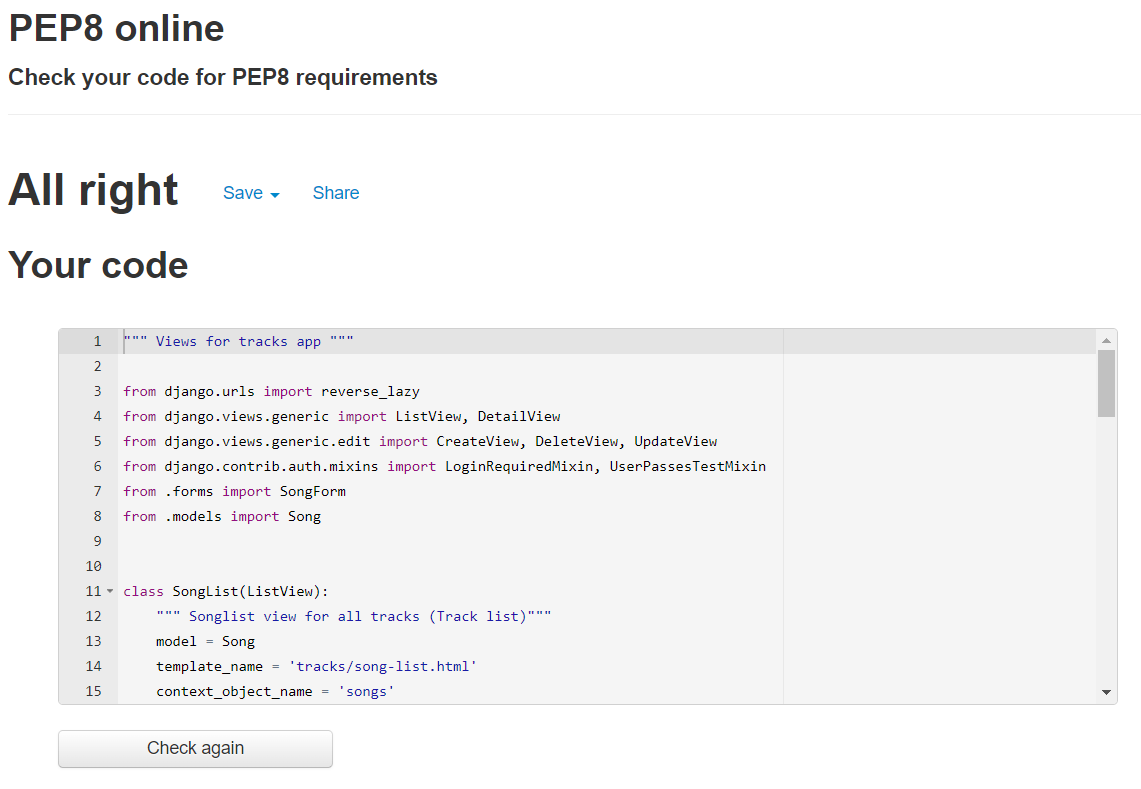 PEP8 online
Check your code for PEP8 requirements
All right Save Share
Your code
1 """ Views for tracks app """
2
3 from django.urls import reverse_lazy
4 from django.views.generic import ListView, DetailView
5 from django.views.generic.edit import CreateView, DeleteView, UpdateView
6 from django.contrib.auth.mixins import LoginRequiredMixin, UserPassesTestMixin
7 from .forms import SongForm
8 from .models import Song
9
10
11 class SongList(ListView):
12     """ Songlist view for all tracks (Track list)"""
13     model = Song
14     template_name = 'tracks/song-list.html'
15     context_object_name = 'songs'
Check again